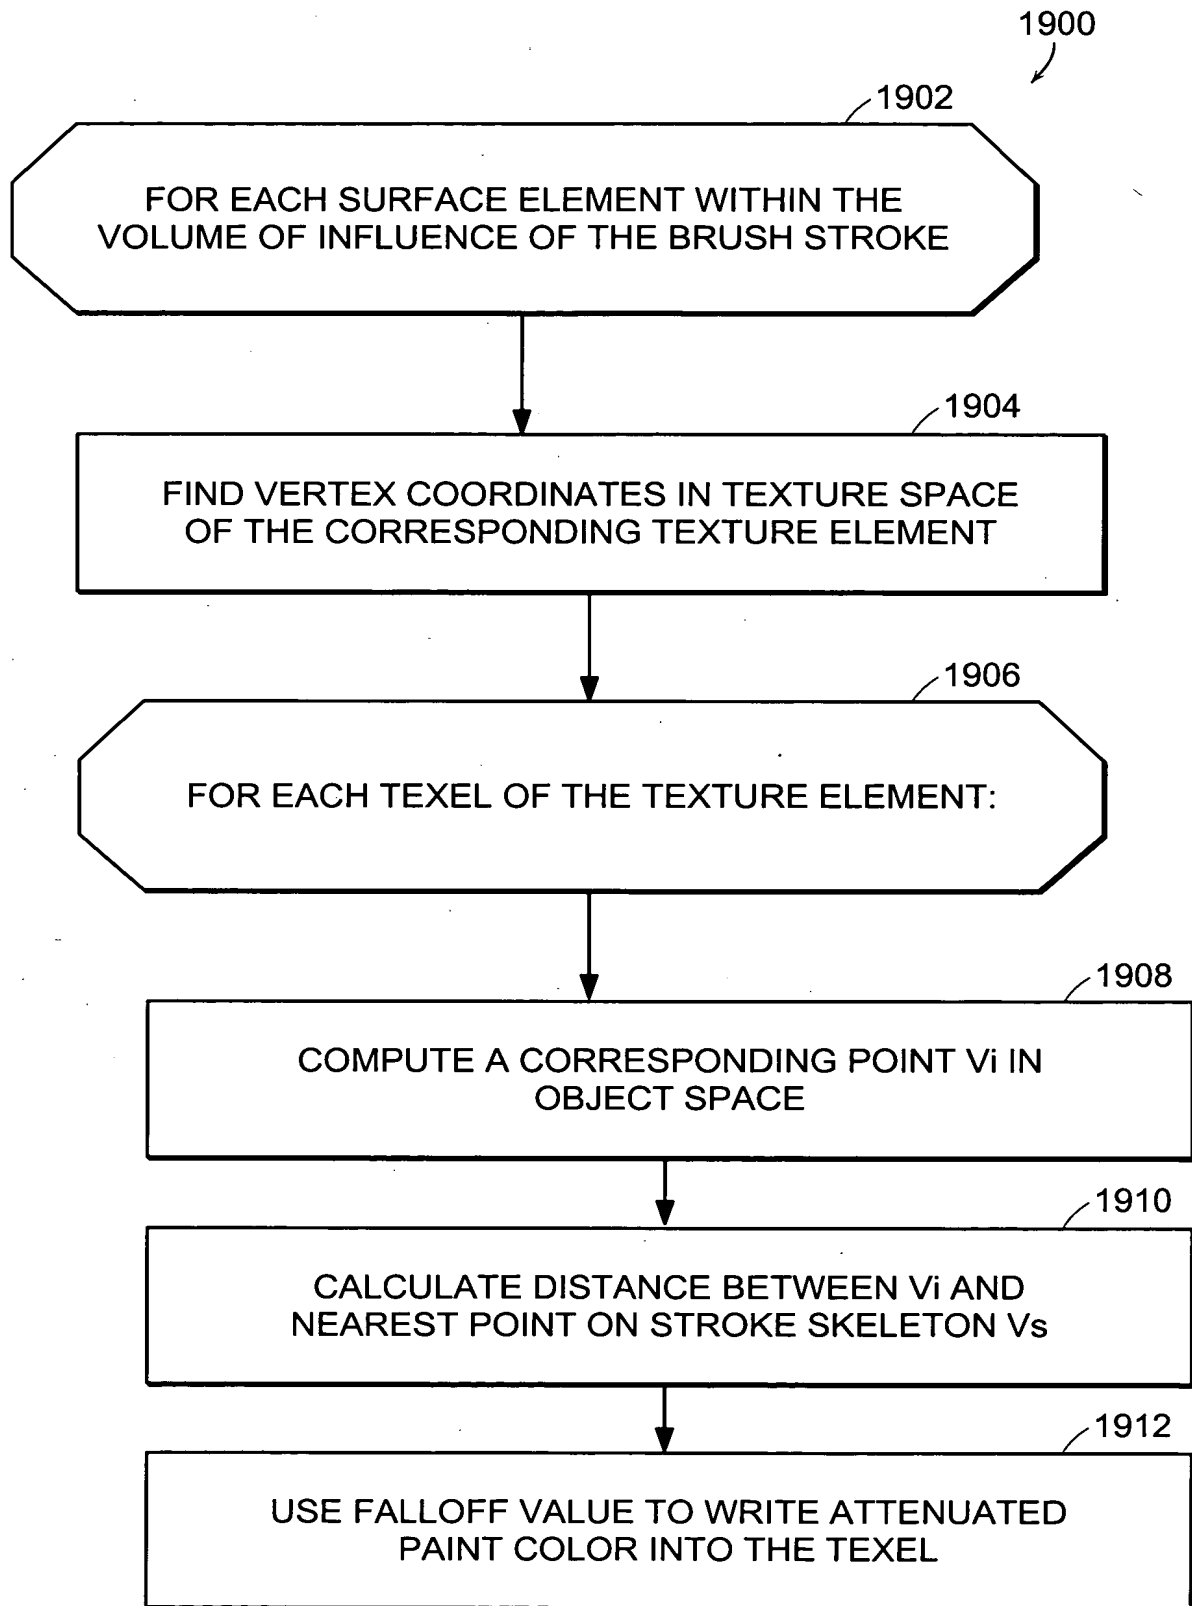 1900
1902
FOR EACH SURFACE ELEMENT WITHIN THE
VOLUME OF INFLUENCE OF THE BRUSH STROKE
1904
FIND VERTEX COORDINATES IN TEXTURE SPACE
OF THE CORRESPONDING TEXTURE ELEMENT
1906
FOR EACH TEXEL OF THE TEXTURE ELEMENT:
1908
COMPUTE A CORRESPONDING POINT Vi IN
OBJECT SPACE
1910
CALCULATE DISTANCE BETWEEN Vi AND
NEAREST POINT ON STROKE SKELETON Vs
1912
USE FALLOFF VALUE TO WRITE ATTENUATED
PAINT COLOR INTO THE TEXEL